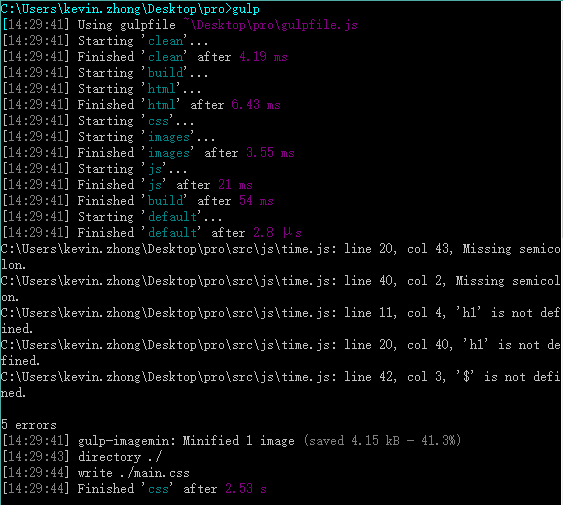 C:\Users\kevin.zhong\Desktop\pro>gulp
[14:29:41] Using gulpfile ~\Desktop\pro\gulpfile.js
[14:29:41] Starting 'clean'...
[14:29:41] Finished 'clean' after 4.19 ms
[14:29:41] Starting 'build'...
[14:29:41] Starting 'html'...
[14:29:41] Finished 'html' after 6.43 ms
[14:29:41] Starting 'css'...
[14:29:41] Starting 'images'...
[14:29:41] Finished 'images' after 3.55 ms
[14:29:41] Starting 'js'...
[14:29:41] Finished 'js' after 21 ms
[14:29:41] Finished 'build' after 54 ms
[14:29:41] Starting 'default'...
[14:29:41] Finished 'default' after 2.8 μs
C:\Users\kevin.zhong\Desktop\pro\src\js\time.js: line 20, col 43, Missing semico
lon.
C:\Users\kevin.zhong\Desktop\pro\src\js\time.js: line 40, col 2, Missing semicol
on.
C:\Users\kevin.zhong\Desktop\pro\src\js\time.js: line 11, col 4, 'h1' is not def
ined.
C:\Users\kevin.zhong\Desktop\pro\src\js\time.js: line 20, col 40, 'h1' is not de
fined.
C:\Users\kevin.zhong\Desktop\pro\src\js\time.js: line 42, col 3, '$' is not defi
ned.
5 errors
[14:29:41] gulp-imagemin: Minified 1 image (saved 4.15 kB - 41.3%)
[14:29:43] directory ./
[14:29:44] write ./main.css
[14:29:44] Finished 'css' after 2.53 s